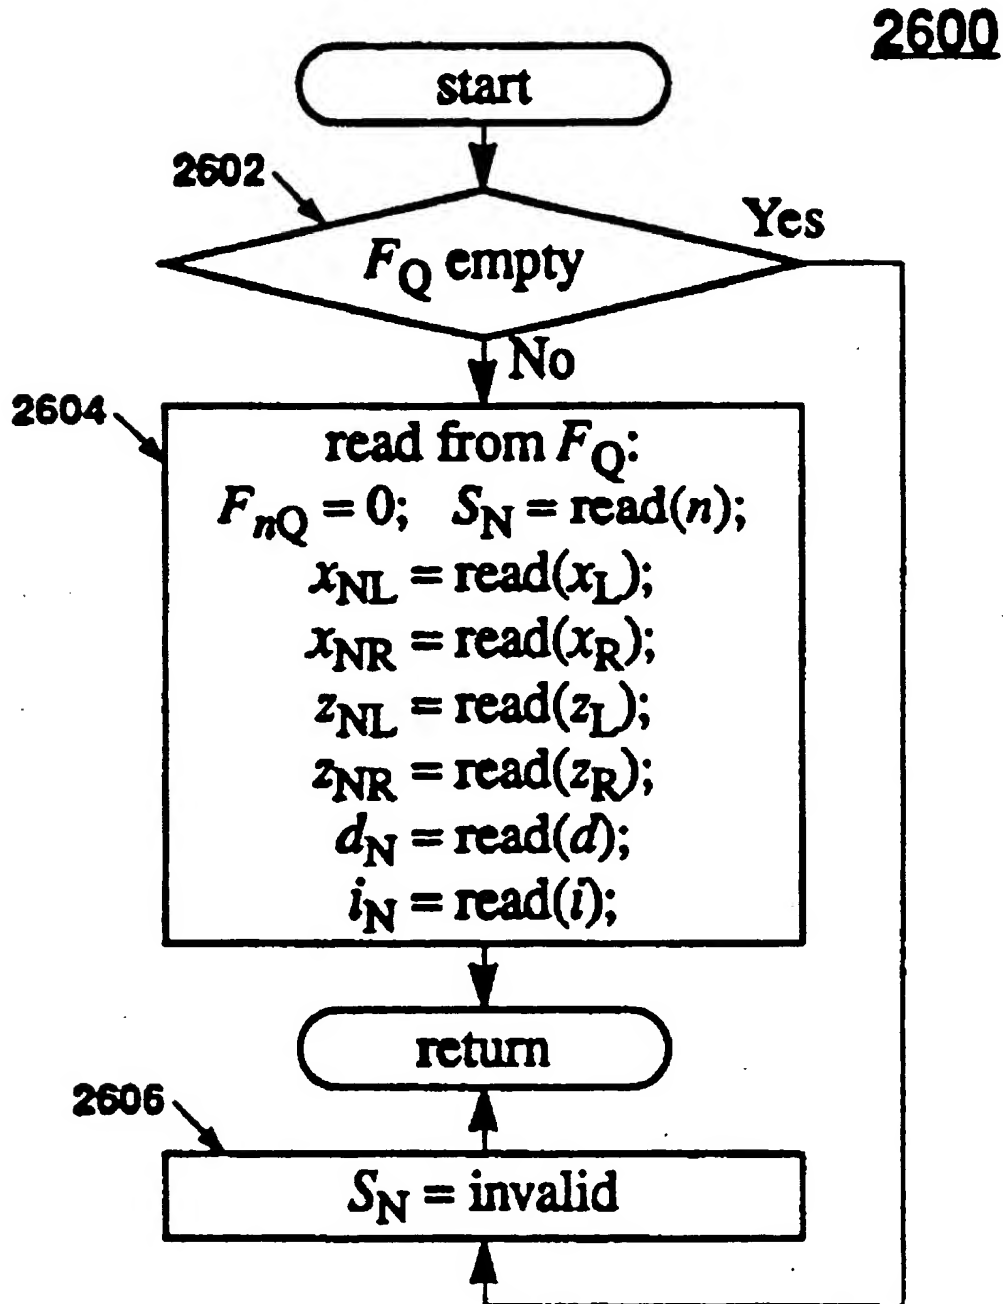 2600
start
2602
F_Q empty
Yes
No
2604
read from F_Q:
F_nQ = 0; S_N = read(n);
x_NL = read(x_L);
x_NR = read(x_R);
z_NL = read(z_L);
z_NR = read(z_R);
d_N = read(d);
i_N = read(i);
return
2606
S_N = invalid